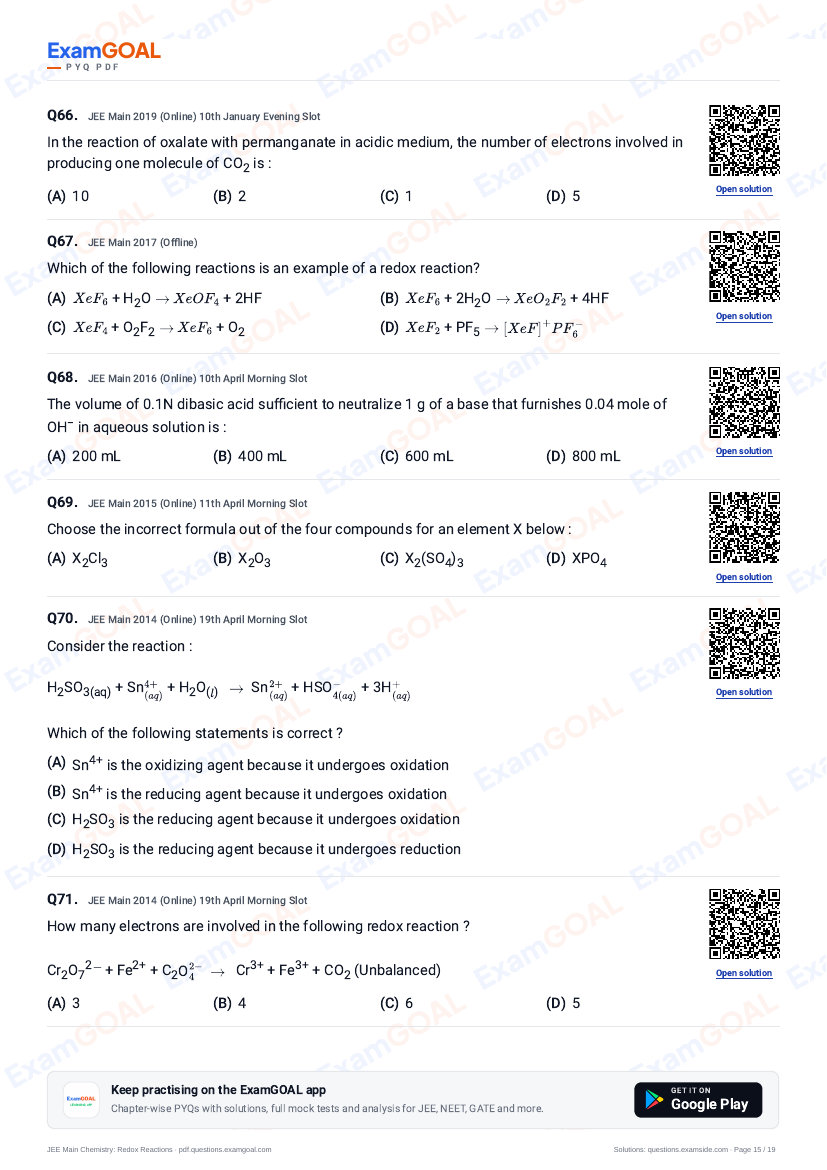 ExamGOAL
PYQ PDF
Q66. JEE Main 2019 (Online) 10th January Evening Slot
In the reaction of oxalate with permanganate in acidic medium, the number of electrons involved in
producing one molecule of CO₂ is :
(A) 10 (B) 2 (C) 1 (D) 5
Open solution
Q67. JEE Main 2017 (Offline)
Which of the following reactions is an example of a redox reaction?
(A) XeF₆ + H₂O → XeOF₄ + 2HF (B) XeF₆ + 2H₂O → XeO₂F₂ + 4HF
(C) XeF₄ + O₂F₂ → XeF₆ + O₂ (D) XeF₂ + PF₅ → [XeF]⁺PF₆⁻
Open solution
Q68. JEE Main 2016 (Online) 10th April Morning Slot
The volume of 0.1N dibasic acid sufficient to neutralize 1 g of a base that furnishes 0.04 mole of
OH⁻ in aqueous solution is :
(A) 200 mL (B) 400 mL (C) 600 mL (D) 800 mL
Open solution
Q69. JEE Main 2015 (Online) 11th April Morning Slot
Choose the incorrect formula out of the four compounds for an element X below :
(A) X₂Cl₃ (B) X₂O₃ (C) X₂(SO₄)₃ (D) XPO₄
Open solution
Q70. JEE Main 2014 (Online) 19th April Morning Slot
Consider the reaction :
H₂SO₃(aq) + Sn⁴⁺(aq) + H₂O(l) → Sn²⁺(aq) + HSO₄⁻(aq) + 3H⁺(aq)
Which of the following statements is correct ?
(A) Sn⁴⁺ is the oxidizing agent because it undergoes oxidation
(B) Sn⁴⁺ is the reducing agent because it undergoes oxidation
(C) H₂SO₃ is the reducing agent because it undergoes oxidation
(D) H₂SO₃ is the reducing agent because it undergoes reduction
Open solution
Q71. JEE Main 2014 (Online) 19th April Morning Slot
How many electrons are involved in the following redox reaction ?
Cr₂O₇²⁻ + Fe²⁺ + C₂O₄²⁻ → Cr³⁺ + Fe³⁺ + CO₂ (Unbalanced)
(A) 3 (B) 4 (C) 6 (D) 5
Open solution
ExamGOAL
Keep practising on the ExamGOAL app
Chapter-wise PYQs with solutions, full mock tests and analysis for JEE, NEET, GATE and more.
GET IT ON
Google Play
JEE Main Chemistry: Redox Reactions · pdf.questions.examgoal.com
Solutions: questions.examside.com · Page 15 / 19